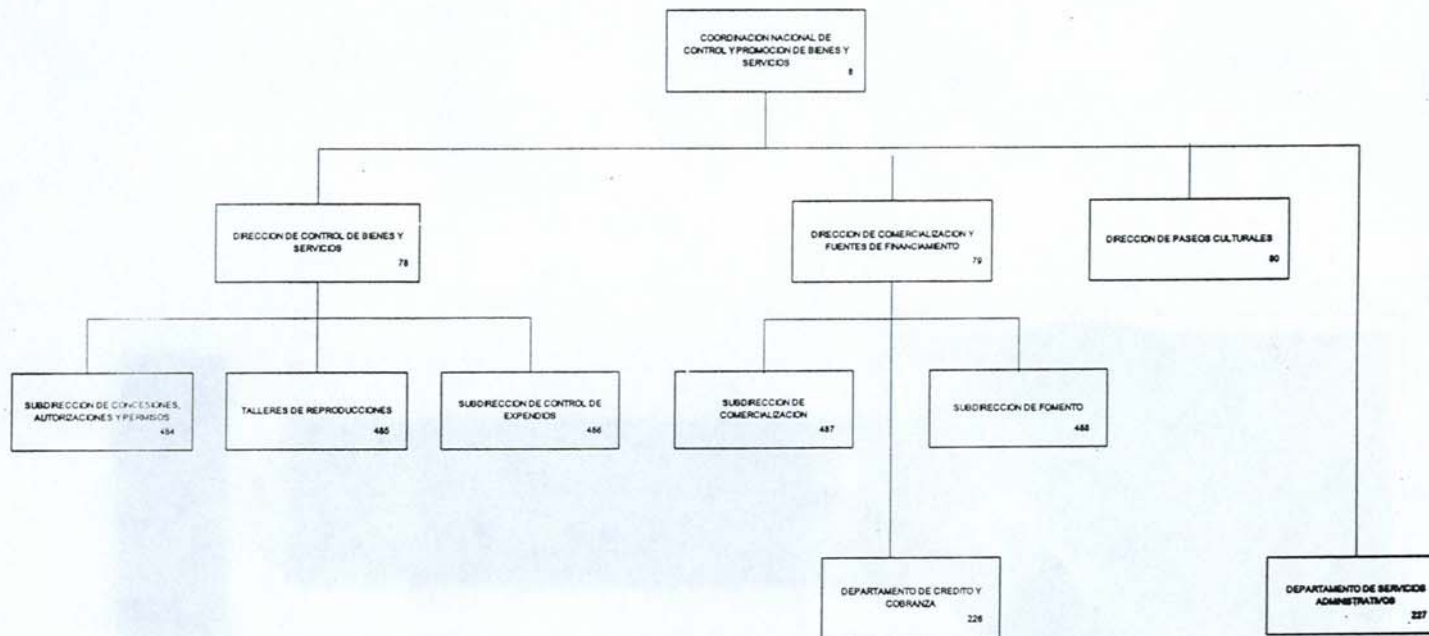 COORDINACION NACIONAL DE
CONTROL Y PROMOCION DE BIENES Y
SERVICIOS
8
DIRECCION DE CONTROL DE BIENES Y
SERVICIOS
78
DIRECCION DE COMERCIALIZACION Y
FUENTES DE FINANCIAMIENTO
79
DIRECCION DE PASEOS CULTURALES
80
SUBDIRECCION DE CONCESIONES,
AUTORIZACIONES Y PERMISOS
484
TALLERES DE REPRODUCCIONES
485
SUBDIRECCION DE CONTROL DE
EXPENDIOS
486
SUBDIRECCION DE
COMERCIALIZACION
487
SUBDIRECCION DE FOMENTO
488
DEPARTAMENTO DE CREDITO Y
COBRANZA
226
DEPARTAMENTO DE SERVICIOS
ADMINISTRATIVOS
227